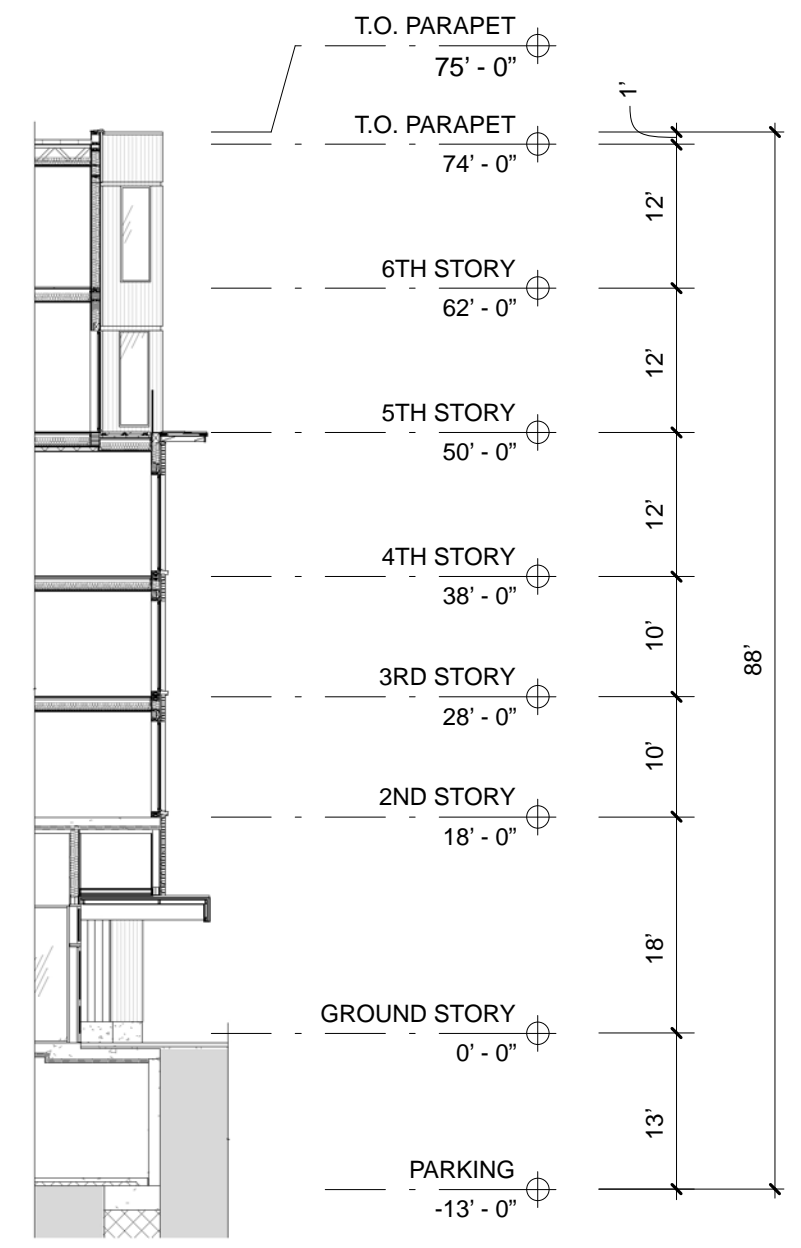 T.O. PARAPET
75’ - 0”
1’
T.O. PARAPET
74’ - 0”
12’
6TH STORY
62’ - 0”
12’
5TH STORY
50’ - 0”
12’
4TH STORY
38’ - 0”
10’
88’
3RD STORY
28’ - 0”
10’
2ND STORY
18’ - 0”
18’
GROUND STORY
0’ - 0”
13’
PARKING
-13’ - 0”